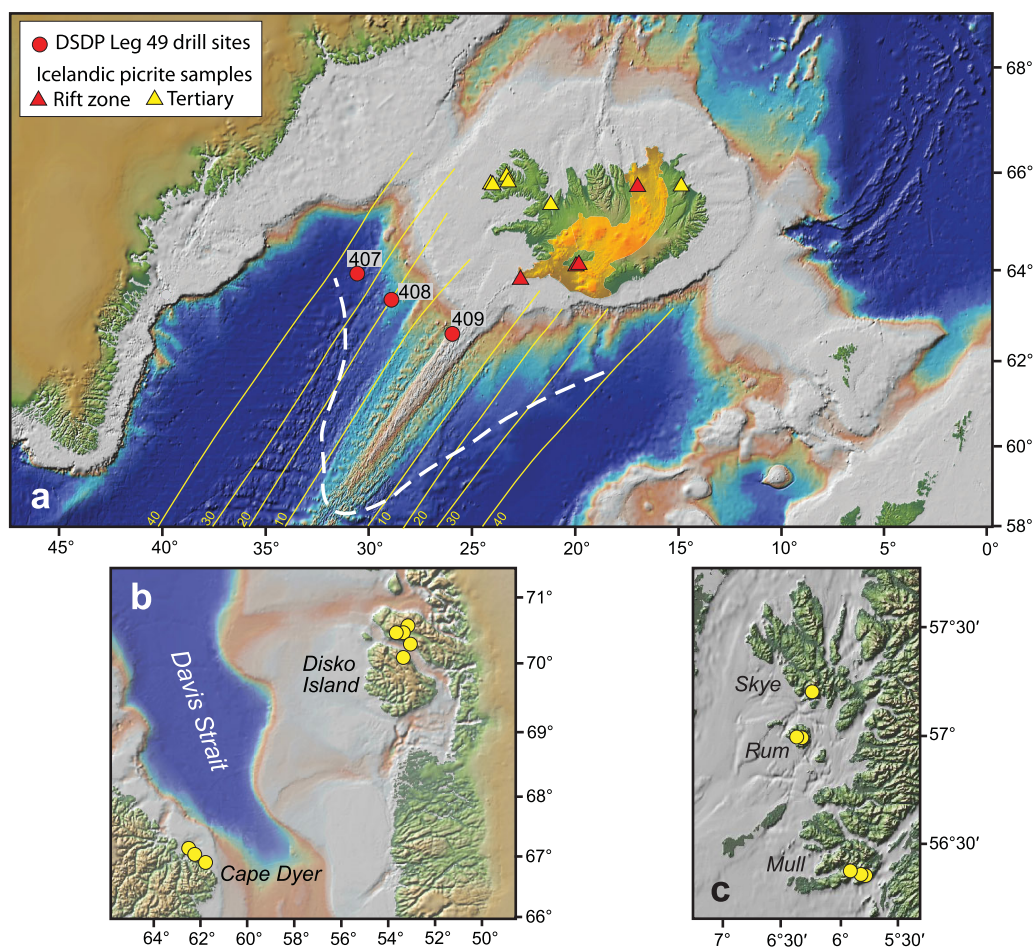 DSDP Leg 49 drill sites
Icelandic picrite samples
Rift zone Tertiary
68°
66°
64°
62°
60°
58°
407
408
409
a
40 30 20 10 10 20 30 40
45° 40° 35° 30° 25° 20° 15° 10° 5° 0°
b
Davis Strait
Disko
Island
Cape Dyer
71°
70°
69°
68°
67°
66°
64° 62° 60° 58° 56° 54° 52° 50°
Skye
Rum
Mull
c
57°30′
57°
56°30′
7° 6°30′ 6° 5°30′